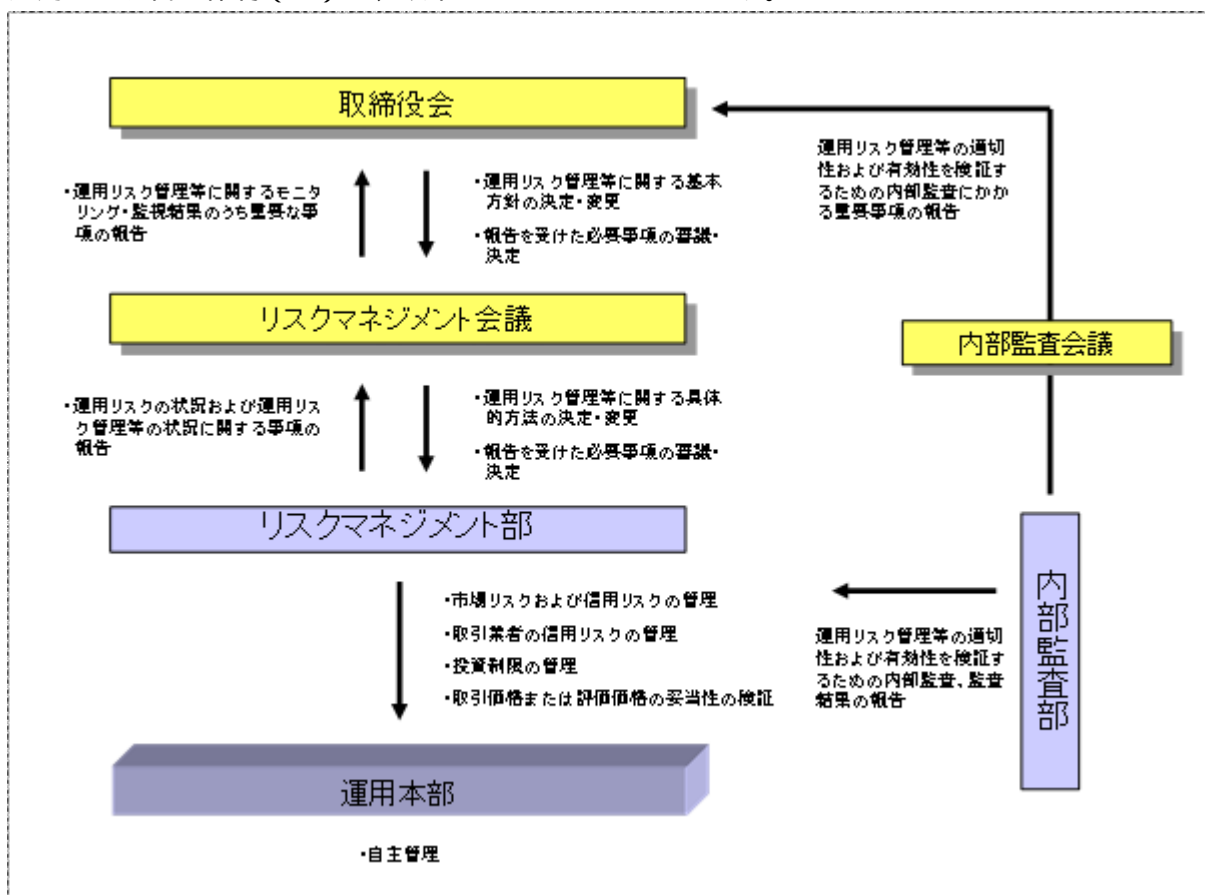 取締役会
・運用リスク管理等に関するモニタ
リング・監視結果のうち重要な事
項の報告
・運用リスク管理等に関する基本
方針の決定・変更
・報告を受けた必要事項の審議・
決定
運用リスク管理等の適切
性および有効性を検証す
るための内部監査にかか
る重要事項の報告
リスクマネジメント会議
内部監査会議
・運用リスクの状況および運用リス
ク管理等の状況に関する事項の
報告
・運用リスク管理等に関する具体
的方法の決定・変更
・報告を受けた必要事項の審議・
決定
リスクマネジメント部
・市場リスクおよび信用リスクの管理
・取引業者の信用リスクの管理
・投資制限の管理
・取引価格または評価価格の妥当性の検証
運用リスク管理等の適切
性および有効性を検証す
るための内部監査、監査
結果の報告
内部監査部
運用本部
・自主管理